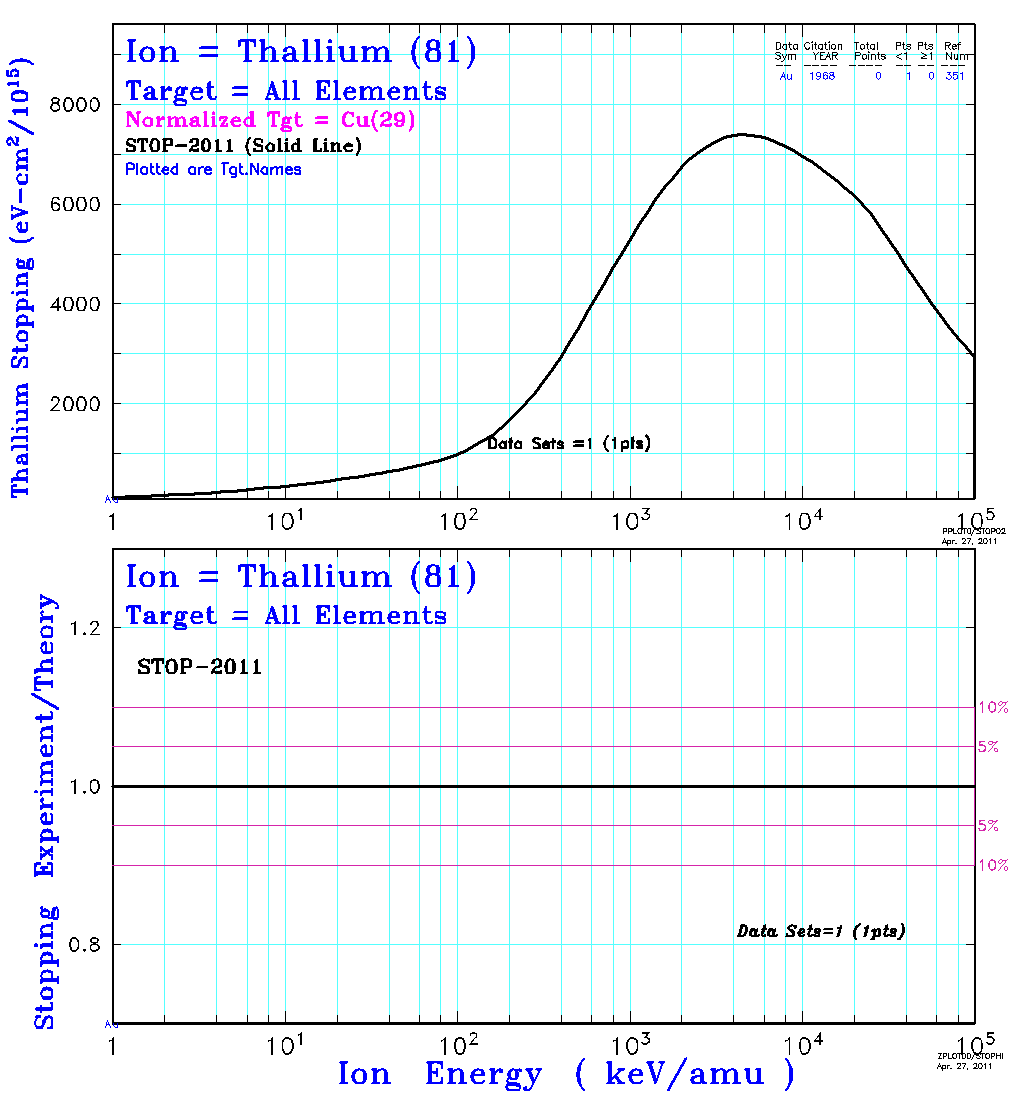 Ion = Thallium (81)
Target = All Elements
Normalized Tgt = Cu(29)
STOP-2011 (Solid Line)
Plotted are Tgt.Names
Data Citation Total Pts Pts Ref
Sym YEAR Points <1 ≥1 Num
Au 1968 0 1 0 351
Thallium Stopping (eV-cm²/10¹⁵)
8000
6000
4000
2000
Data Sets =1 (1pts)
1 10¹ 10² 10³ 10⁴ 10⁵
PPLOTD/STOP02
Apr. 27, 2011
Ion = Thallium (81)
Target = All Elements
STOP-2011
Stopping Experiment/Theory
1.2
1.0
0.8
10%
5%
5%
10%
Data Sets=1 (1pts)
1 10¹ 10² 10³ 10⁴ 10⁵
Ion Energy ( keV/amu )
Apr. 27, 2011